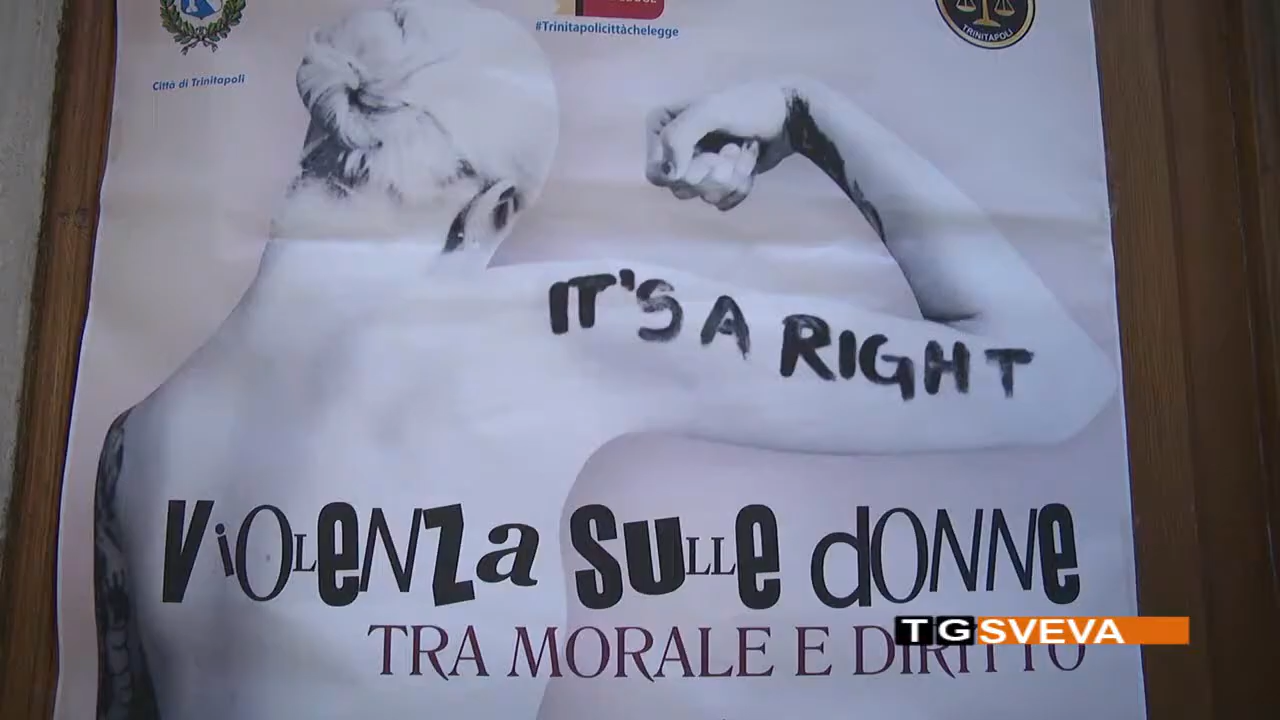 #Trinitapolicittàchelegge
TRINITAPOLI
Città di Trinitapoli
IT'S A RIGHT
VIOLENZA SULLE DONNE
TRA MORALE E DIRITTO
TGSVEVA